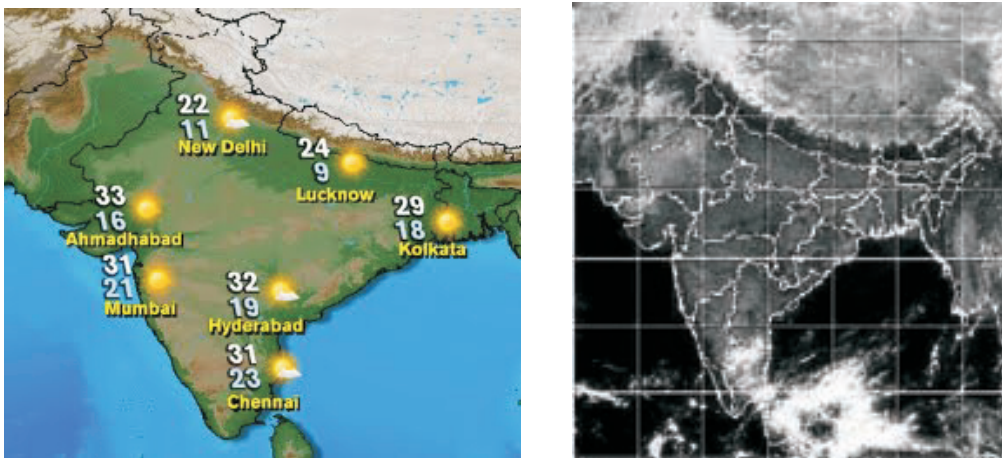 22
11
New Delhi
24
9
Lucknow
33
16
Ahmadhabad
29
18
Kolkata
31
21
Mumbai
32
19
Hyderabad
31
23
Chennai